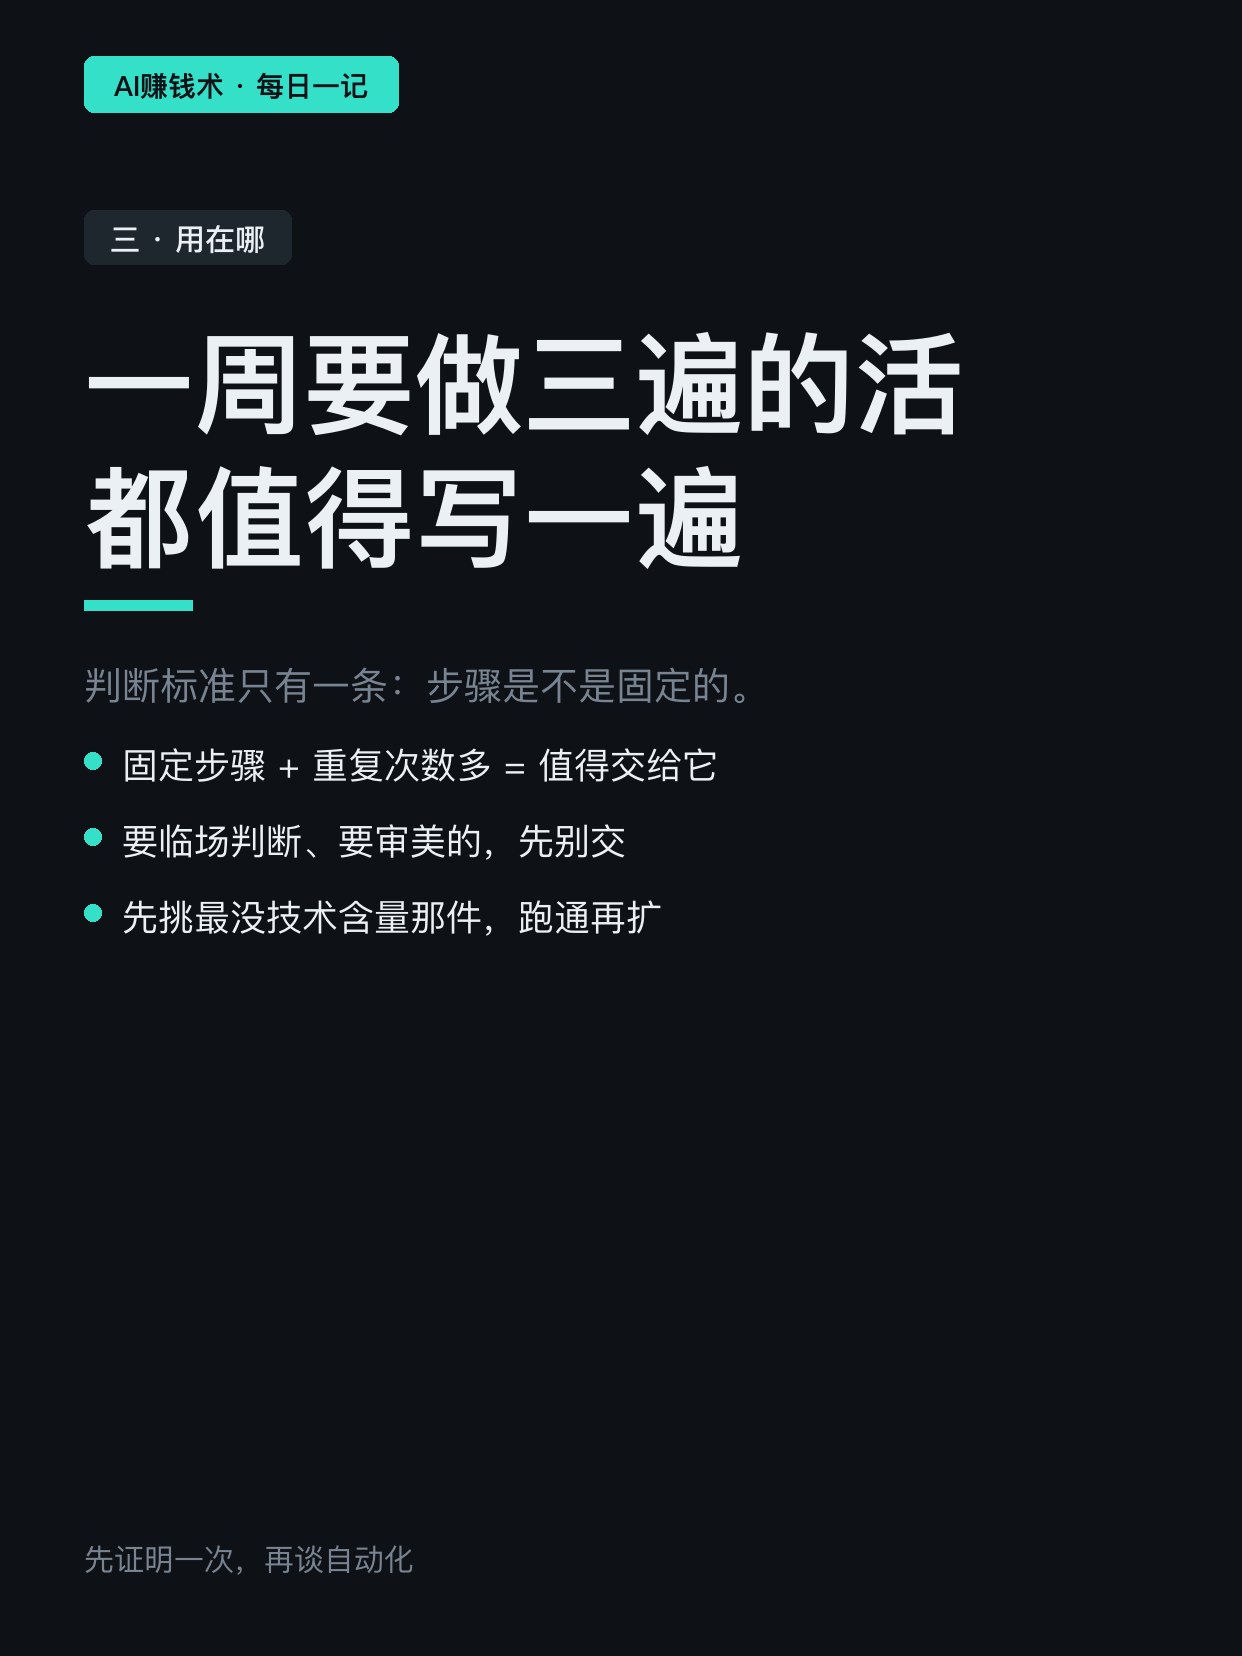 AI赚钱术 · 每日一记
三 · 用在哪
一周要做三遍的活
都值得写一遍
判断标准只有一条：步骤是不是固定的。
固定步骤 + 重复次数多 = 值得交给它
要临场判断、要审美的，先别交
先挑最没技术含量那件，跑通再扩
先证明一次，再谈自动化